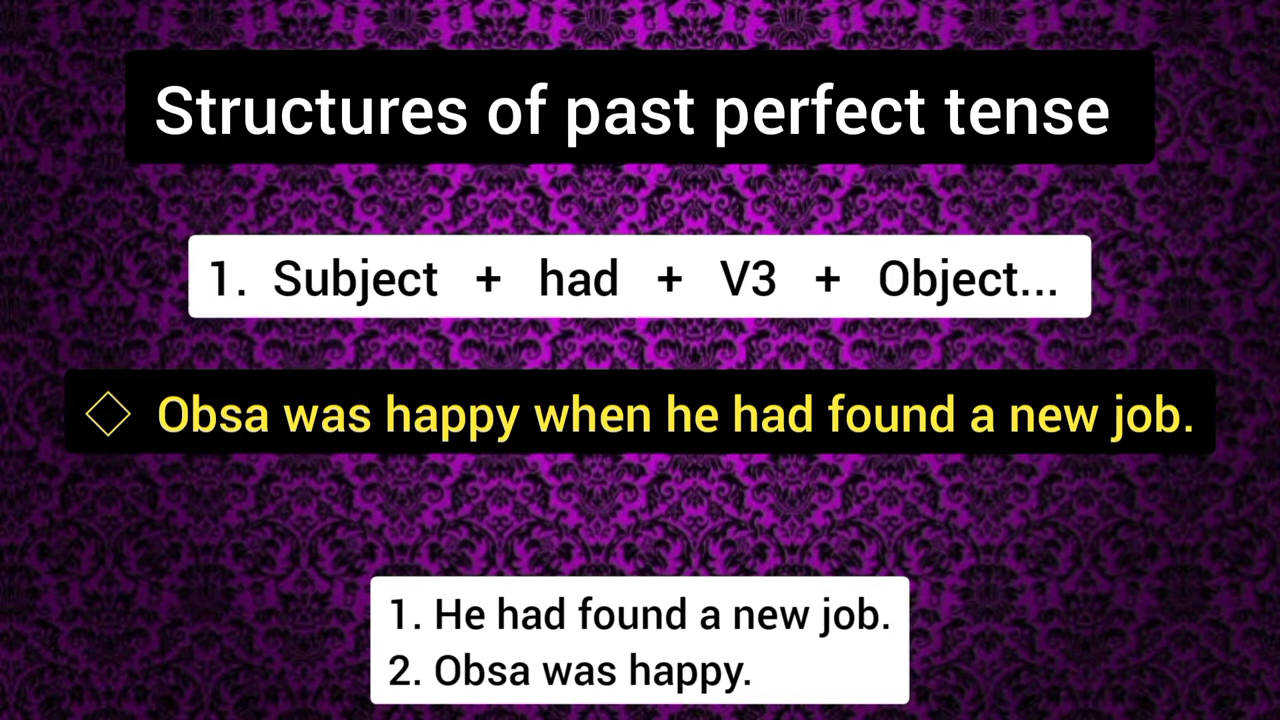 Structures of past perfect tense
1. Subject + had + V3 + Object...
◇ Obsa was happy when he had found a new job.
1. He had found a new job.
2. Obsa was happy.